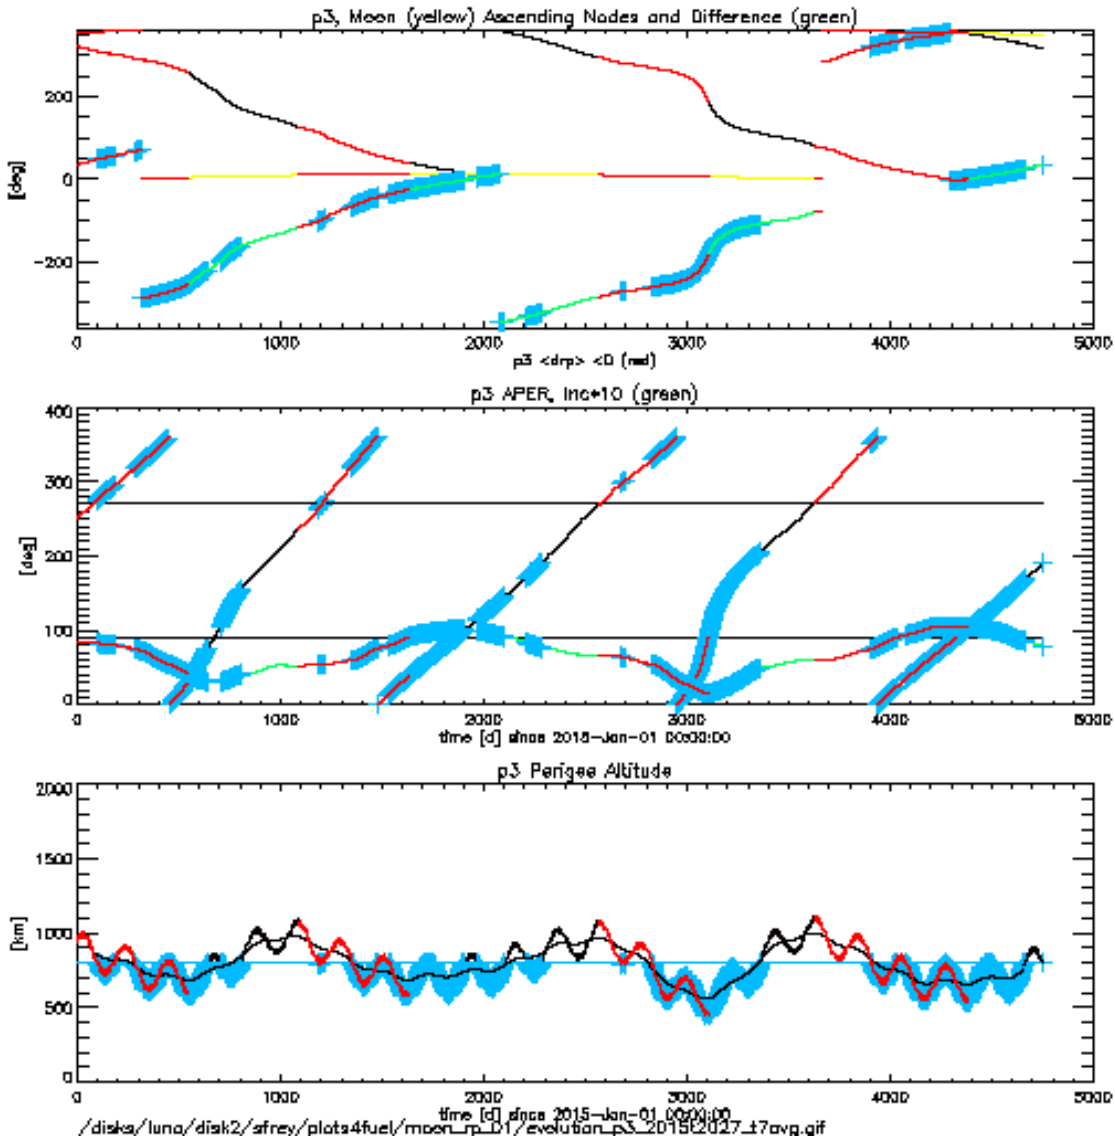 p3, Moon (yellow) Ascending Nodes and Difference (green)
200
0
-200
[deg]
0 1000 2000 3000 4000 5000
p3 <drp> <0 (red)
p3 APER, Inc*10 (green)
400
300
200
100
0
[deg]
0 1000 2000 3000 4000 5000
time [d] since 2015-Jan-01 00:00:00
p3 Perigee Altitude
2000
1500
1000
500
0
[km]
0 1000 2000 3000 4000 5000
time [d] since 2015-Jan-01 00:00:00
/disks/luna/disk2/sfrey/plots4fuel/moon_rp_01/evolution_p3_2015t2027_t7avg.gif